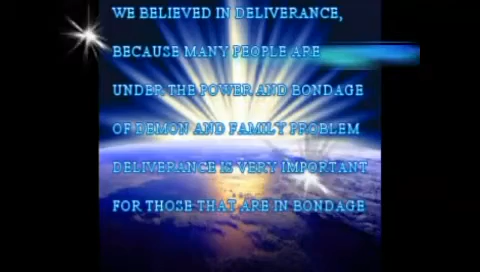 WE BELIEVED IN DELIVERANCE,
BECAUSE MANY PEOPLE ARE
UNDER THE POWER AND BONDAGE
OF DEMON AND FAMILY PROBLEM
DELIVERANCE IS VERY IMPORTANT
FOR THOSE THAT ARE IN BONDAGE